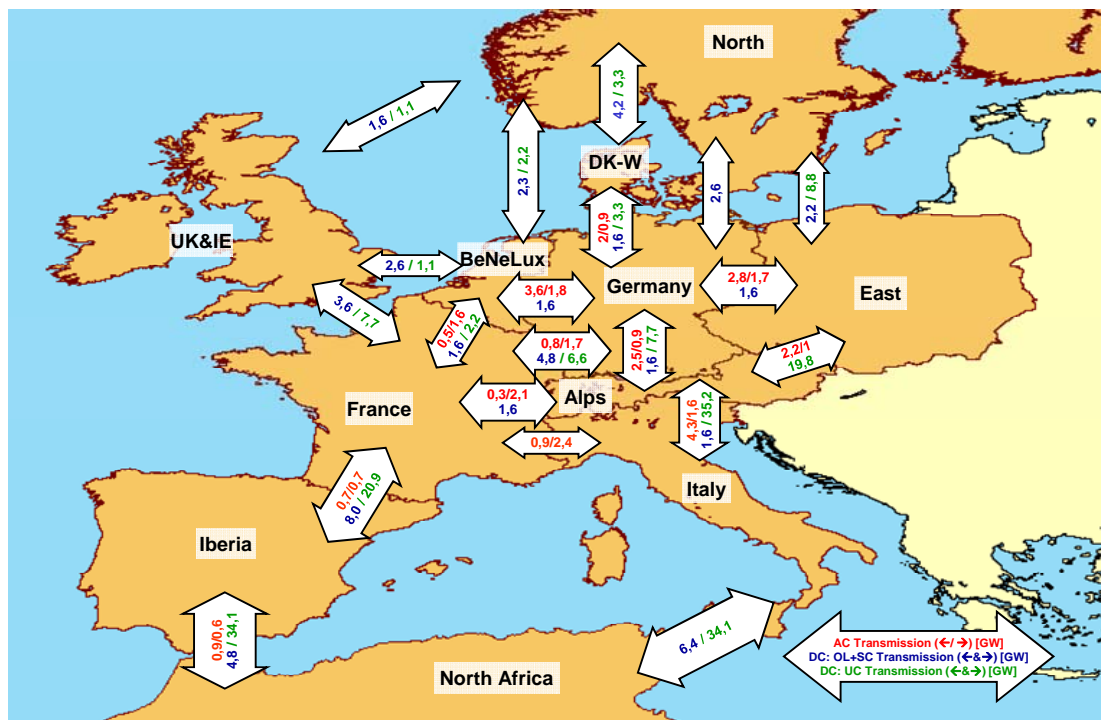 North
4,2 / 3,3
1,6 / 1,1
2,3 / 2,2
DK-W
2,6
2,2 / 8,8
UK&IE
2/0,9
1,6 / 3,3
BeNeLux
2,6 / 1,1
Germany
2,8/1,7
1,6
East
3,6/1,8
1,6
3,6 / 7,7
0,5/1,6
1,6 / 2,2
0,8/1,7
4,8 / 6,6
2,5/0,9
1,6 / 7,7
2,2/1
19,8
France
0,3/2,1
1,6
Alps
4,3/1,6
1,6 / 35,2
0,9/2,4
Italy
0,7/0,7
8,0 / 20,9
Iberia
0,9/0,6
4,8 / 34,1
6,4 / 34,1
North Africa
AC Transmission (←/ →) [GW]
DC: OL+SC Transmission (←&→) [GW]
DC: UC Transmission (←&→) [GW]